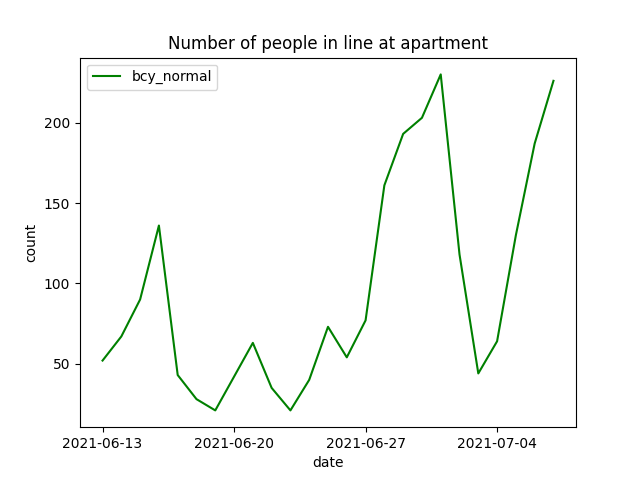 Number of people in line at apartment
bcy_normal
count
200
150
100
50
2021-06-13 2021-06-20 2021-06-27 2021-07-04
date